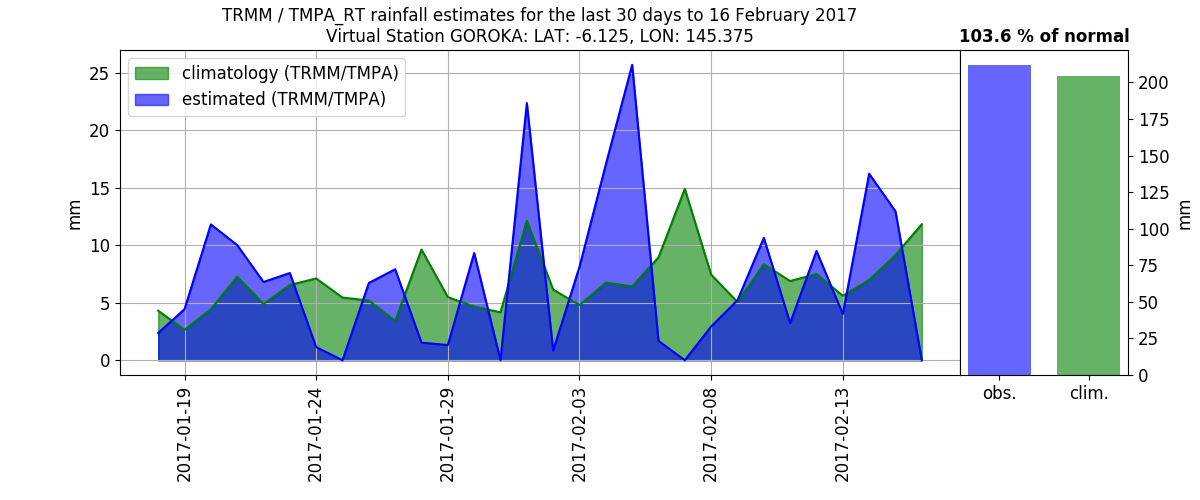 TRMM / TMPA_RT rainfall estimates for the last 30 days to 16 February 2017
Virtual Station GOROKA: LAT: -6.125, LON: 145.375
103.6 % of normal
climatology (TRMM/TMPA)
estimated (TRMM/TMPA)
25
20
15
10
5
0
mm
2017-01-19
2017-01-24
2017-01-29
2017-02-03
2017-02-08
2017-02-13
200
175
150
125
100
75
50
25
0
mm
obs.
clim.